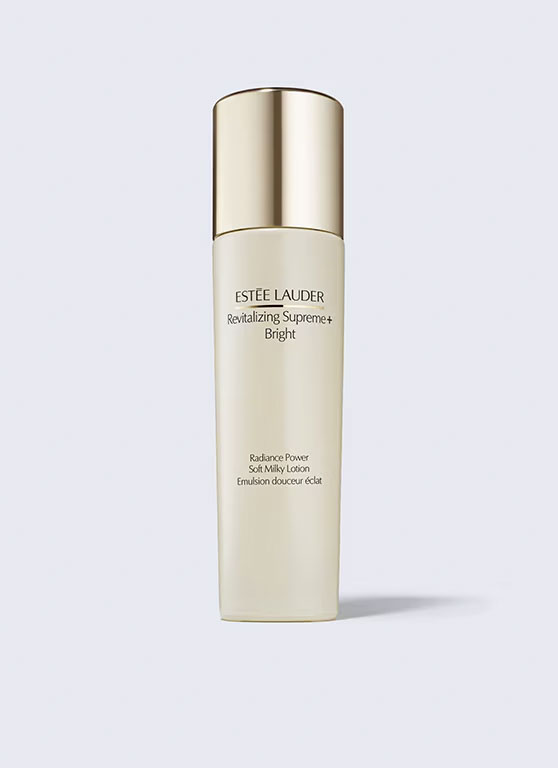 ESTĒE LAUDER
Revitalizing Supreme+
Bright
Radiance Power
Soft Milky Lotion
Emulsion douceur éclat